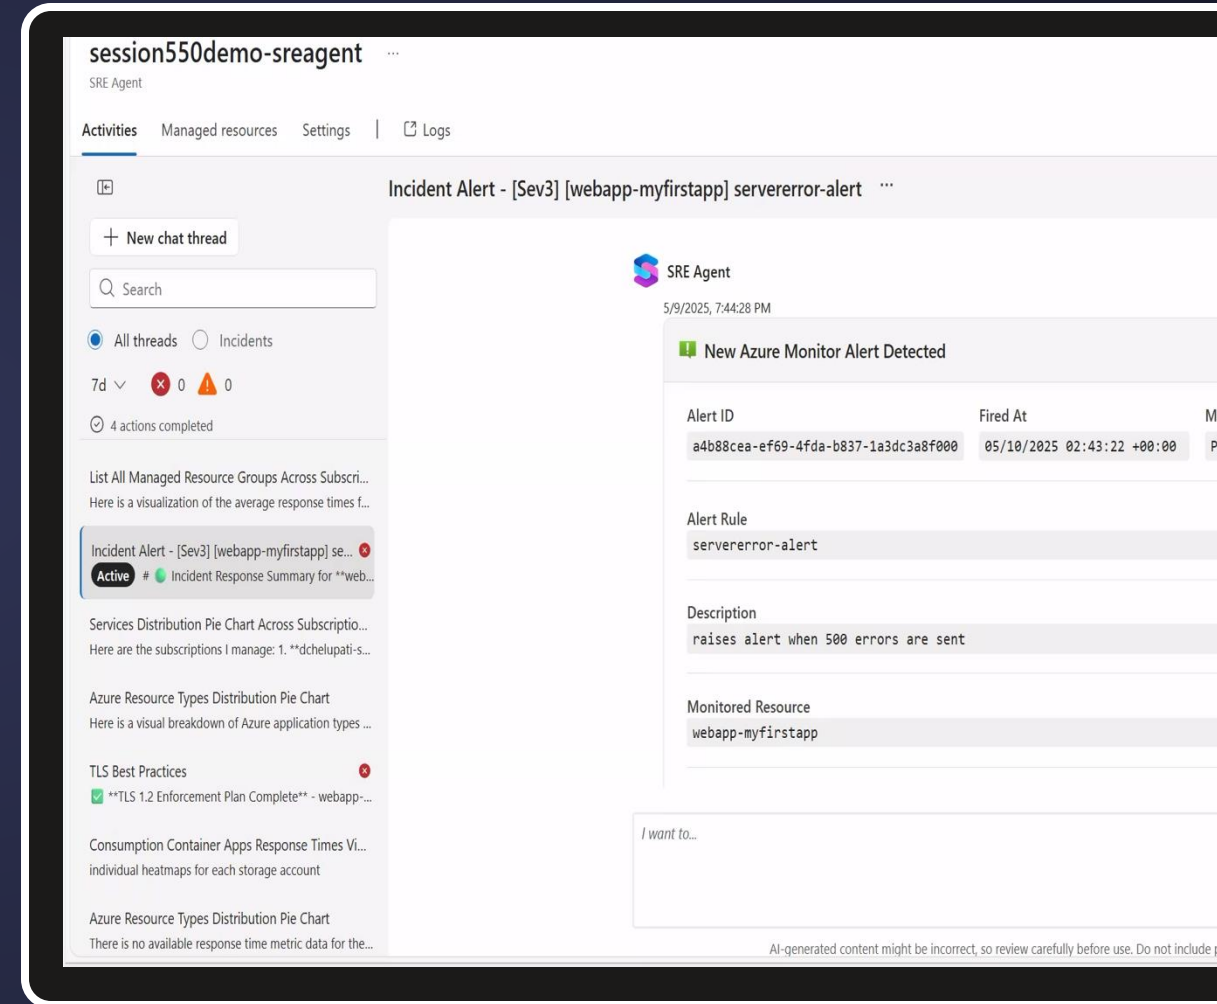 session550demo-sreagent ...
SRE Agent
Activities Managed resources Settings | Logs
Incident Alert - [Sev3] [webapp-myfirstapp] servererror-alert ...
+ New chat thread
Search
All threads Incidents
7d 0 0
4 actions completed
List All Managed Resource Groups Across Subscri...
Here is a visualization of the average response times f...
Incident Alert - [Sev3] [webapp-myfirstapp] se...
Active # Incident Response Summary for **web...
Services Distribution Pie Chart Across Subscriptio...
Here are the subscriptions I manage: 1. **dchelupati-s...
Azure Resource Types Distribution Pie Chart
Here is a visual breakdown of Azure application types ...
TLS Best Practices
**TLS 1.2 Enforcement Plan Complete** - webapp-...
Consumption Container Apps Response Times Vi...
individual heatmaps for each storage account
Azure Resource Types Distribution Pie Chart
There is no available response time metric data for the...
SRE Agent
5/9/2025, 7:44:28 PM
New Azure Monitor Alert Detected
Alert ID Fired At M
a4b88cea-ef69-4fda-b837-1a3dc3a8f000 05/10/2025 02:43:22 +00:00 P
Alert Rule
servererror-alert
Description
raises alert when 500 errors are sent
Monitored Resource
webapp-myfirstapp
I want to...
AI-generated content might be incorrect, so review carefully before use. Do not include p